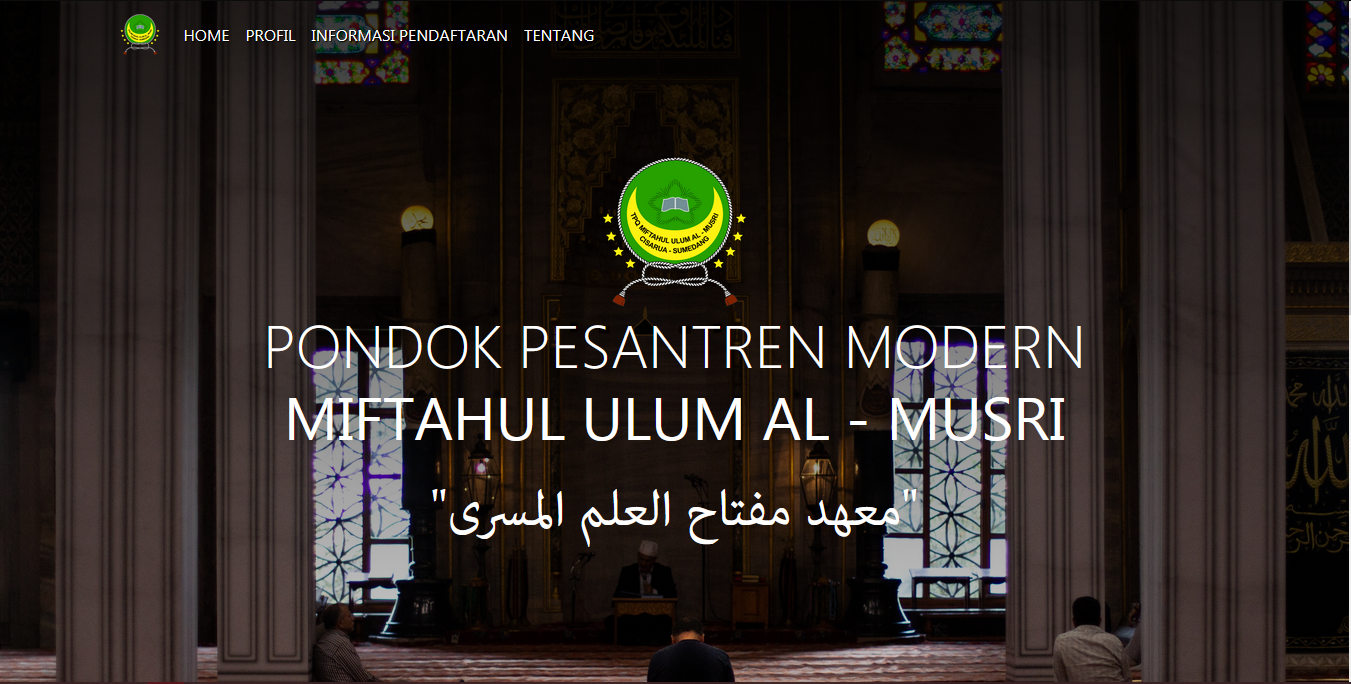 HOME PROFIL INFORMASI PENDAFTARAN TENTANG
TPQ MIFTAHUL ULUM AL - MUSRI
CISARUA - SUMEDANG
PONDOK PESANTREN MODERN
MIFTAHUL ULUM AL - MUSRI
"معهد مفتاح العلم المسرى"